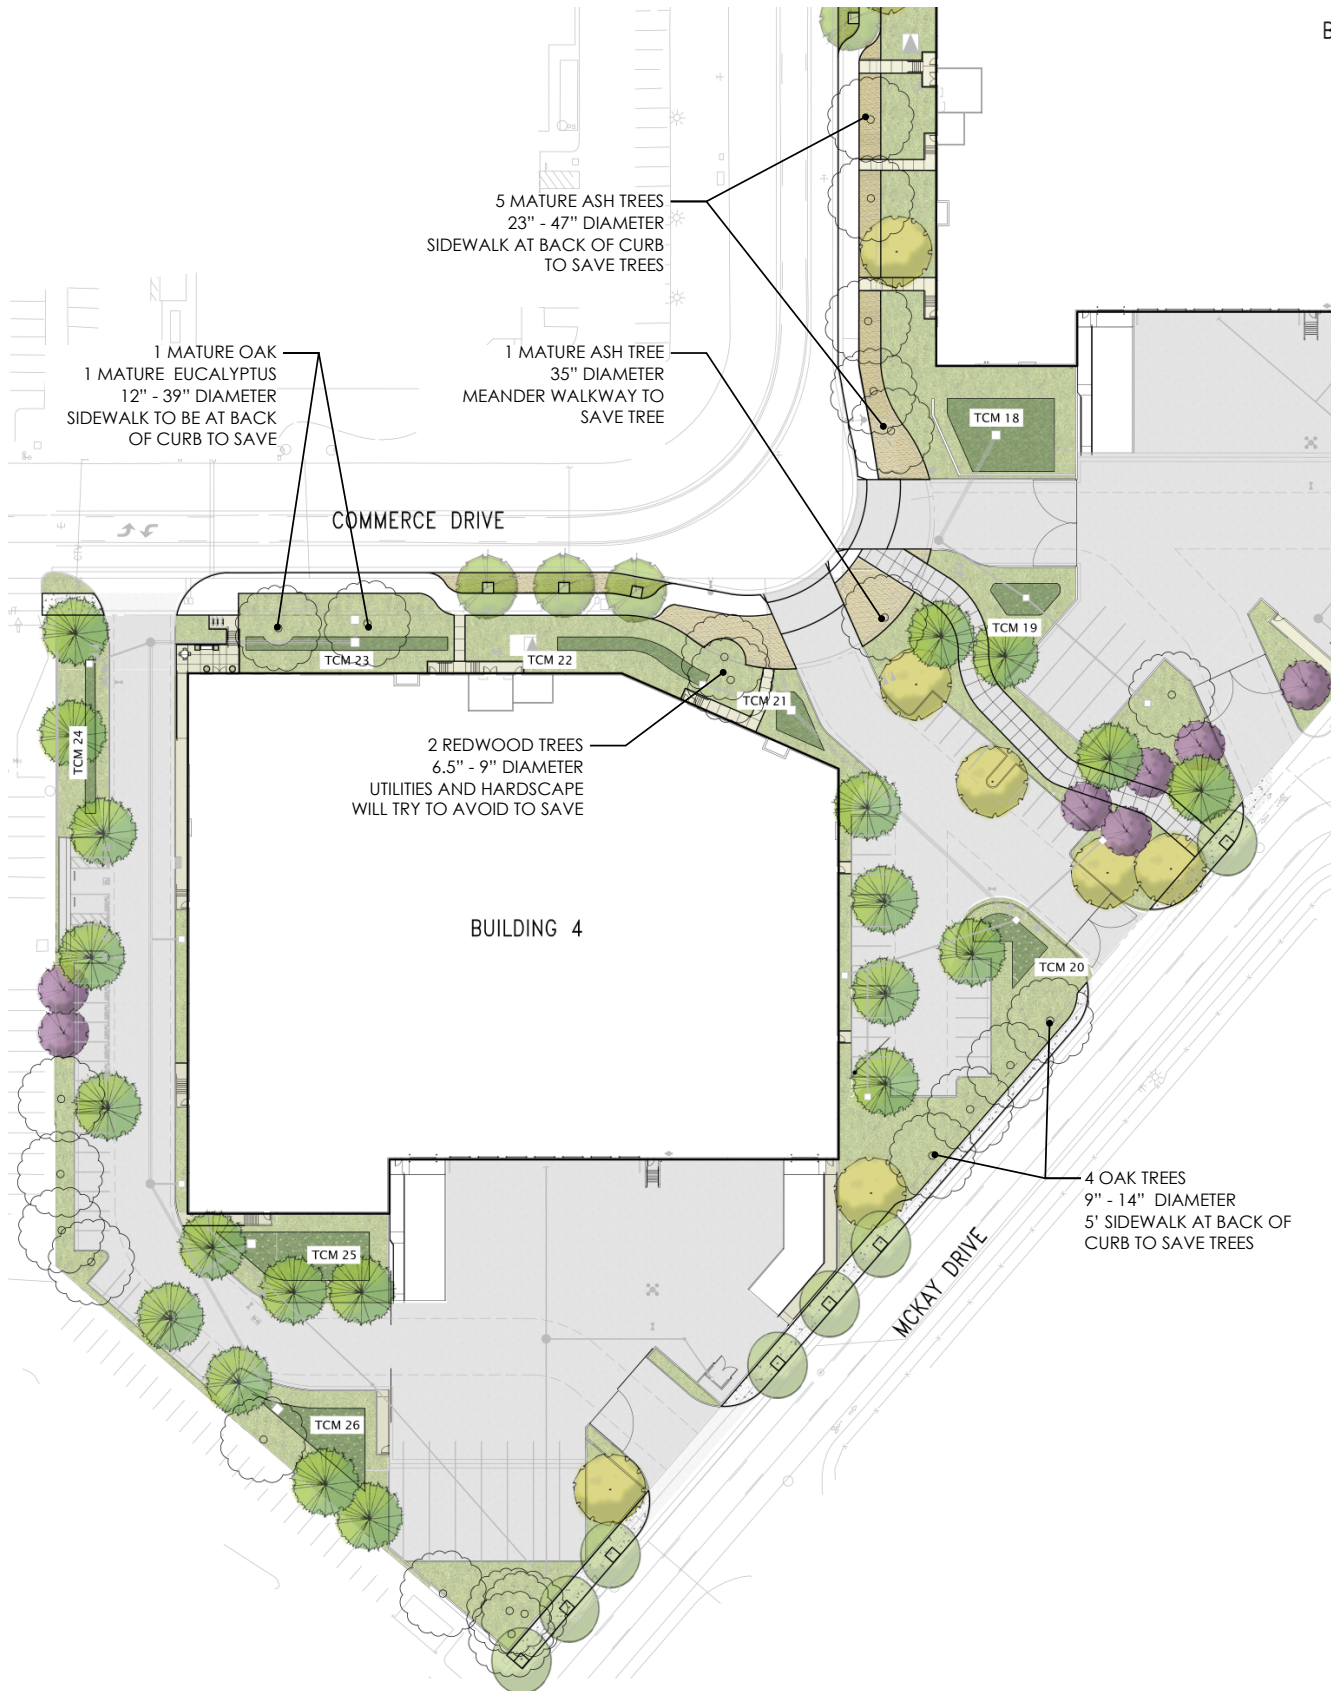 B
5 MATURE ASH TREES
23" - 47" DIAMETER
SIDEWALK AT BACK OF CURB
TO SAVE TREES
1 MATURE OAK
1 MATURE EUCALYPTUS
12" - 39" DIAMETER
SIDEWALK TO BE AT BACK
OF CURB TO SAVE
1 MATURE ASH TREE
35" DIAMETER
MEANDER WALKWAY TO
SAVE TREE
TCM 18
COMMERCE DRIVE
TCM 19
TCM 23
TCM 22
TCM 21
TCM 24
2 REDWOOD TREES
6.5" - 9" DIAMETER
UTILITIES AND HARDSCAPE
WILL TRY TO AVOID TO SAVE
BUILDING 4
TCM 20
4 OAK TREES
9" - 14" DIAMETER
5' SIDEWALK AT BACK OF
CURB TO SAVE TREES
MCKAY DRIVE
TCM 25
TCM 26